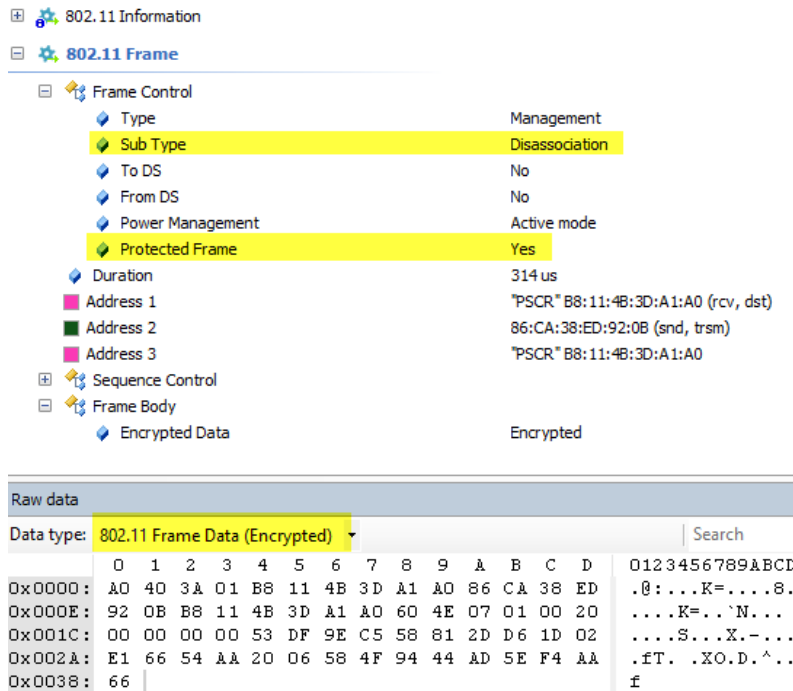 802.11 Information
802.11 Frame
Frame Control
Type Management
Sub Type Disassociation
To DS No
From DS No
Power Management Active mode
Protected Frame Yes
Duration 314 us
Address 1 "PSCR" B8:11:4B:3D:A1:A0 (rcv, dst)
Address 2 86:CA:38:ED:92:0B (snd, trsm)
Address 3 "PSCR" B8:11:4B:3D:A1:A0
Sequence Control
Frame Body
Encrypted Data Encrypted
Raw data
Data type: 802.11 Frame Data (Encrypted) Search
0 1 2 3 4 5 6 7 8 9 A B C D 0123456789ABCD
0x0000: A0 40 3A 01 B8 11 4B 3D A1 A0 86 CA 38 ED .@:...K=....8.
0x000E: 92 0B B8 11 4B 3D A1 A0 60 4E 07 01 00 20 ....K=..`N...
0x001C: 00 00 00 00 53 DF 9E C5 58 81 2D D6 1D 02 ....S...X.-...
0x002A: E1 66 54 AA 20 06 58 4F 94 44 AD 5E F4 AA .fT. .XO.D.^..
0x0038: 66 f